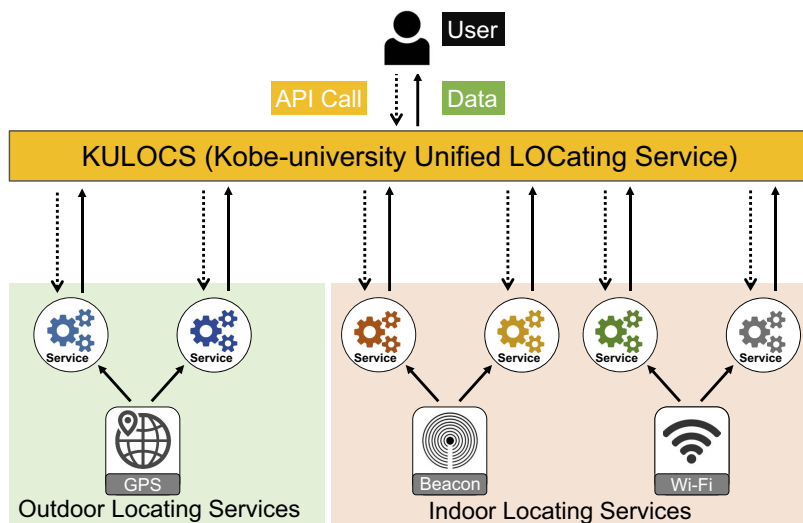 User
API Call
Data
KULOCS (Kobe-university Unified LOCating Service)
Service
Service
Service
Service
Service
Service
GPS
Beacon
Wi-Fi
Outdoor Locating Services
Indoor Locating Services